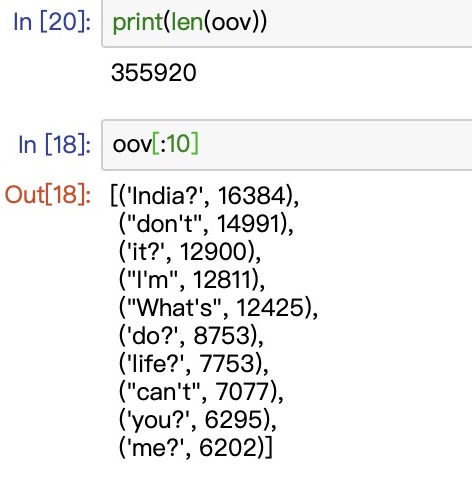 In [20]: print(len(oov))
355920
In [18]: oov[:10]
Out[18]: [('India?', 16384),
("don't", 14991),
('it?', 12900),
("I'm", 12811),
("What's", 12425),
('do?', 8753),
('life?', 7753),
("can't", 7077),
('you?', 6295),
('me?', 6202)]